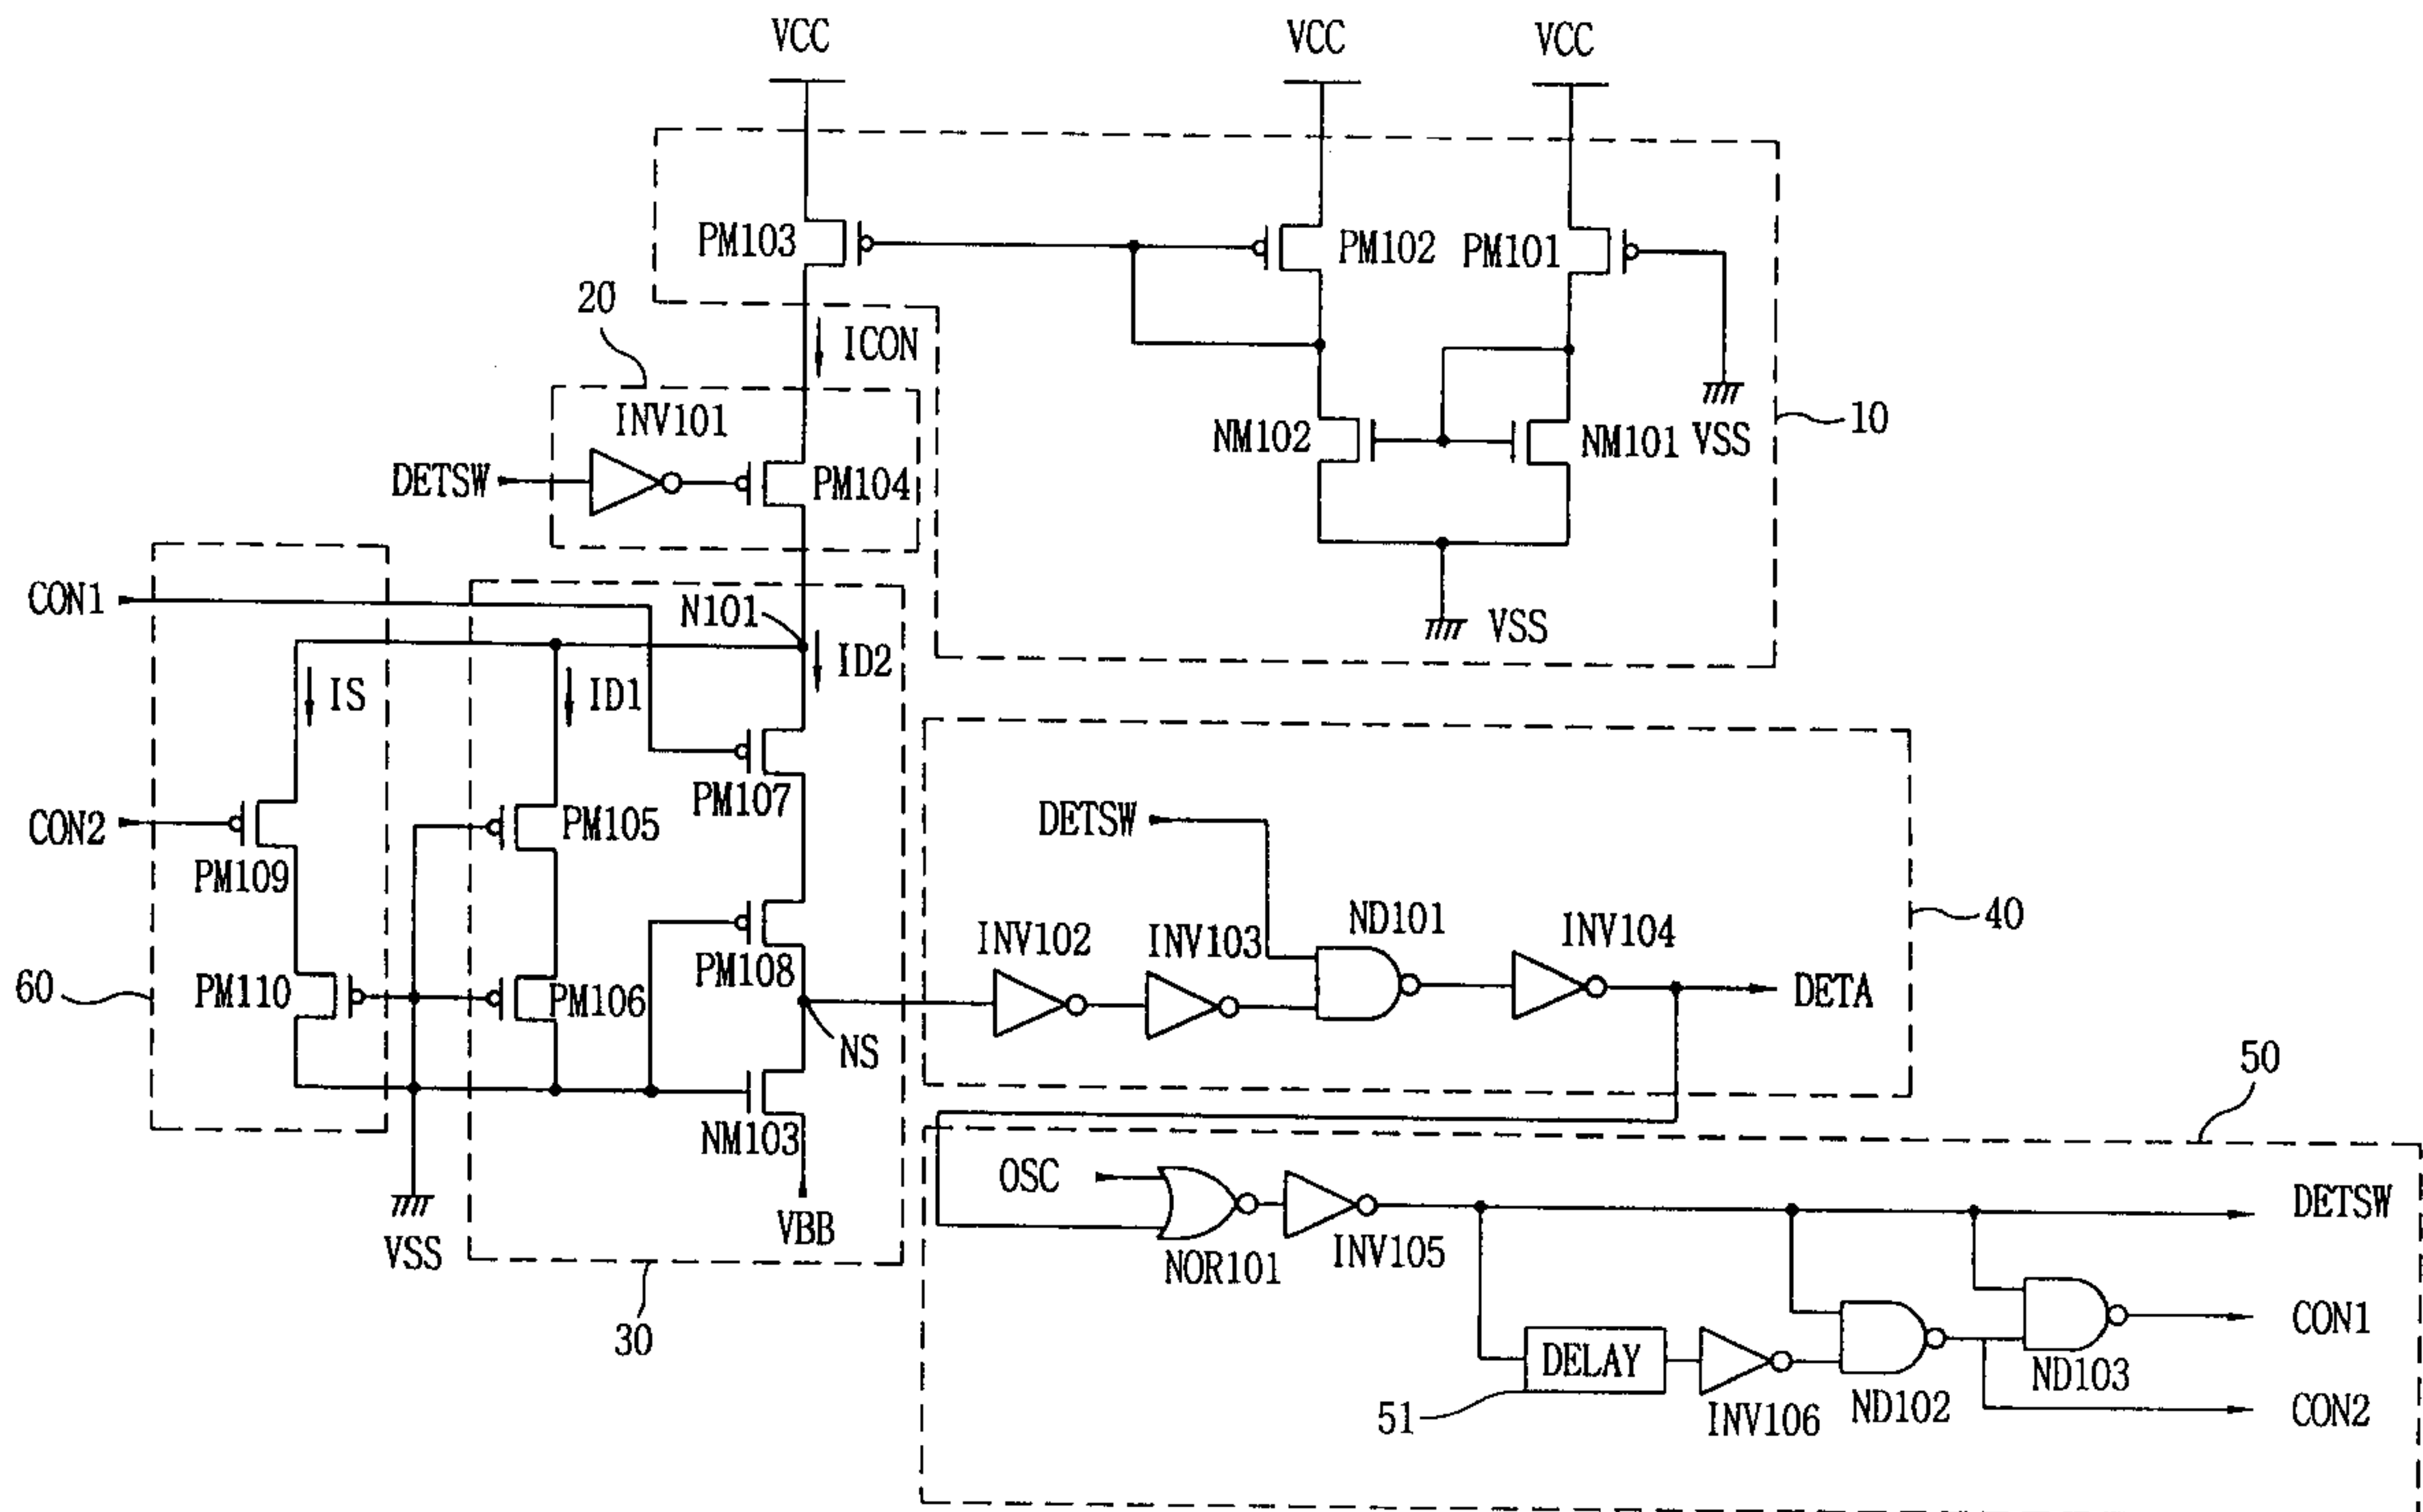 VCC
VCC
VCC
PM103
PM102
PM101
20
ICON
INV101
NM102
NM101
VSS
10
DETSW
PM104
CON1
N101
VSS
ID2
IS
ID1
PM107
CON2
PM105
DETSW
PM109
ND101
INV102
INV103
INV104
40
60
PM110
PM106
PM108
DETA
NS
50
NM103
OSC
DETSW
VBB
VSS
NOR101
INV105
CON1
30
DELAY
ND103
51
INV106
ND102
CON2